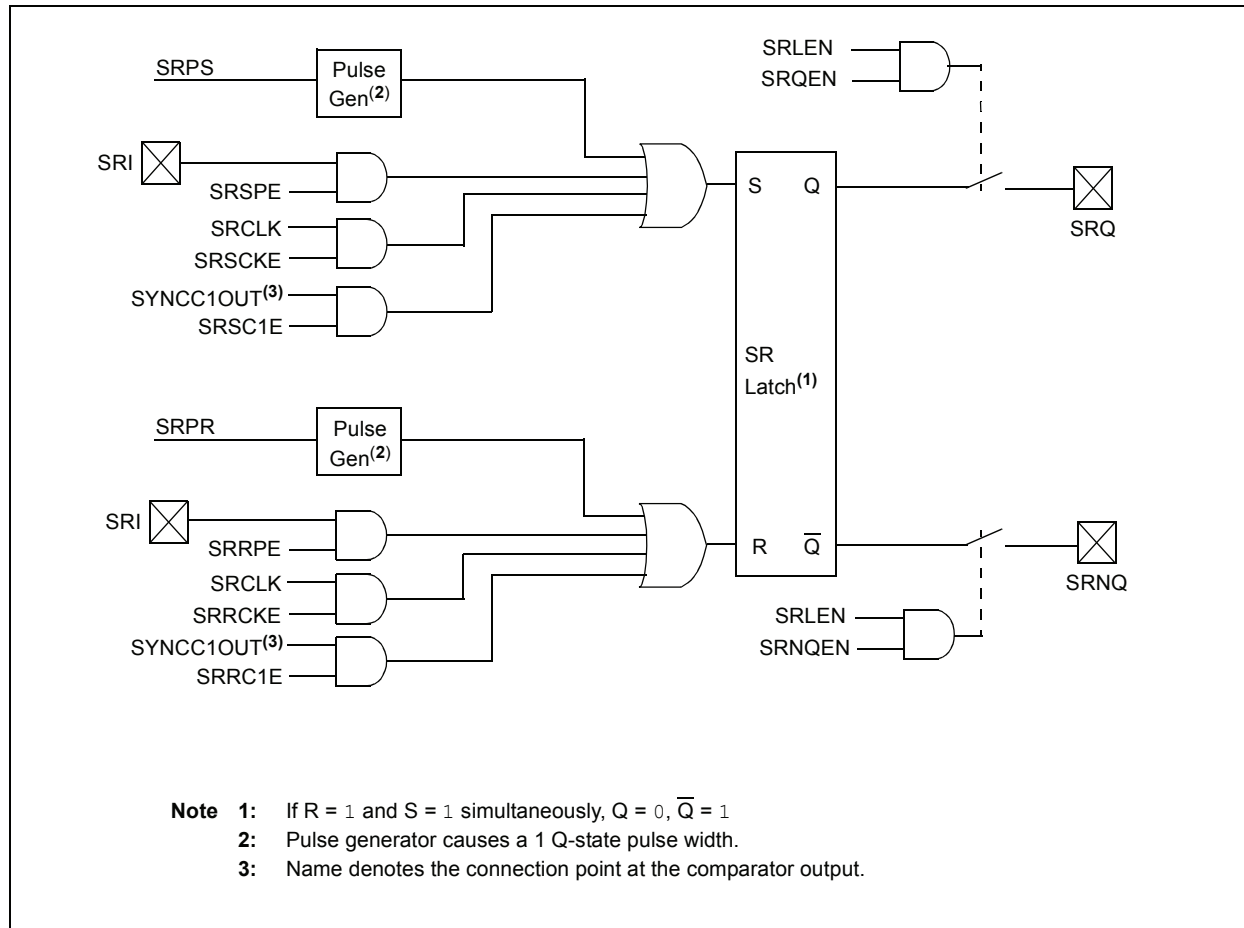 SRPS
Pulse
Gen(2)
SRI
SRSPE
SRCLK
SRSCKE
SYNCC1OUT(3)
SRSC1E
SRLEN
SRQEN
S Q
SRQ
SR
Latch(1)
SRPR
Pulse
Gen(2)
SRI
SRRPE
SRCLK
SRRCKE
SYNCC1OUT(3)
SRRC1E
R Q̅
SRNQ
SRLEN
SRNQEN
Note 1: If R = 1 and S = 1 simultaneously, Q = 0, Q̅ = 1
2: Pulse generator causes a 1 Q-state pulse width.
3: Name denotes the connection point at the comparator output.